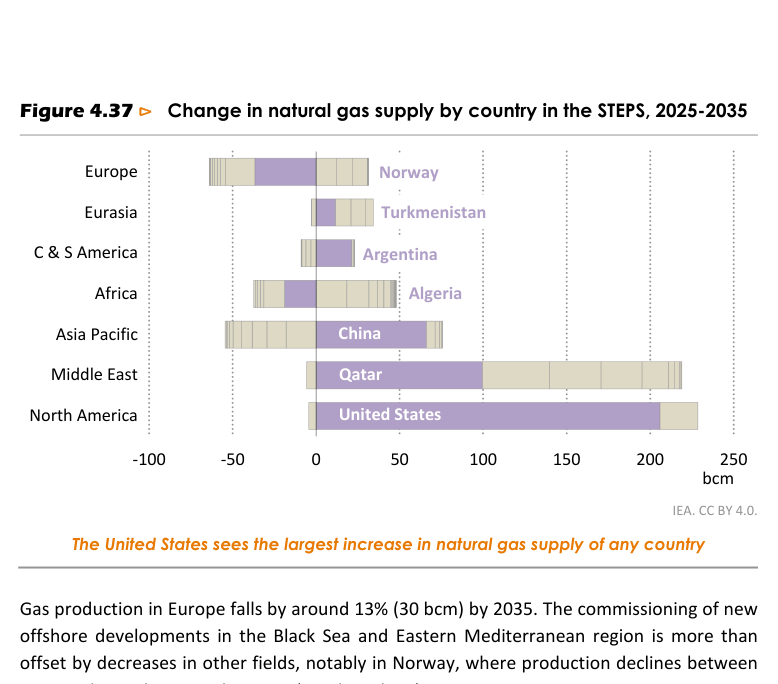 Figure 4.37 ▻ Change in natural gas supply by country in the STEPS, 2025-2035
Europe
Norway
Eurasia
Turkmenistan
C & S America
Argentina
Africa
Algeria
Asia Pacific
China
Middle East
Qatar
North America
United States
-100 -50 0 50 100 150 200 250
bcm
IEA. CC BY 4.0.
The United States sees the largest increase in natural gas supply of any country
Gas production in Europe falls by around 13% (30 bcm) by 2035. The commissioning of new
offshore developments in the Black Sea and Eastern Mediterranean region is more than
offset by decreases in other fields, notably in Norway, where production declines between